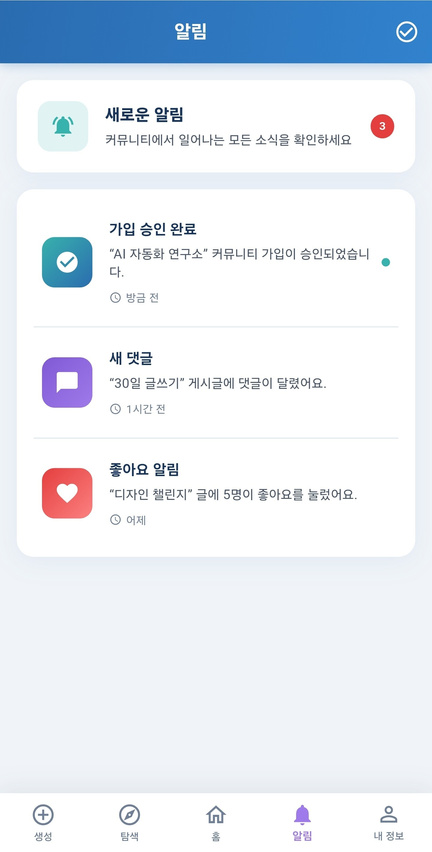 알림
새로운 알림
커뮤니티에서 일어나는 모든 소식을 확인하세요
3
가입 승인 완료
“AI 자동화 연구소” 커뮤니티 가입이 승인되었습니
다.
방금 전
새 댓글
“30일 글쓰기” 게시글에 댓글이 달렸어요.
1시간 전
좋아요 알림
“디자인 챌린지” 글에 5명이 좋아요를 눌렀어요.
어제
생성
탐색
홈
알림
내 정보